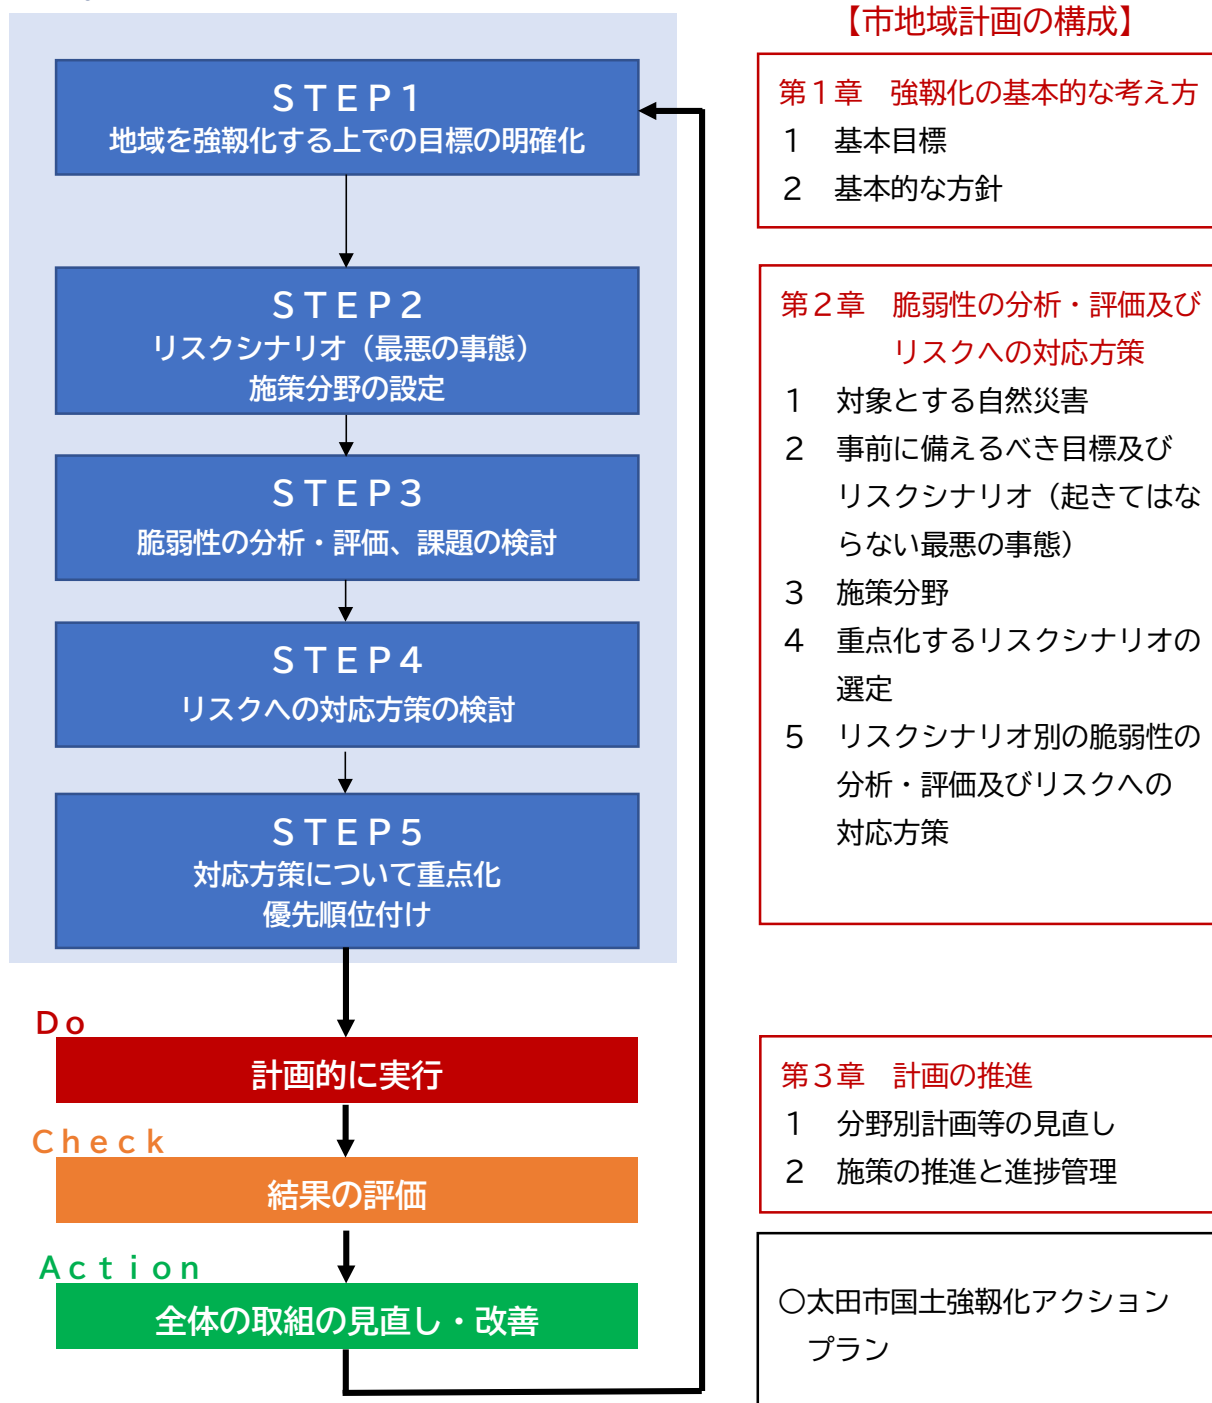 ＳＴＥＰ１
地域を強靱化する上での目標の明確化
ＳＴＥＰ２
リスクシナリオ（最悪の事態）
施策分野の設定
ＳＴＥＰ３
脆弱性の分析・評価、課題の検討
ＳＴＥＰ４
リスクへの対応方策の検討
ＳＴＥＰ５
対応方策について重点化
優先順位付け
Ｄｏ
計画的に実行
Ｃｈｅｃｋ
結果の評価
Ａｃｔｉｏｎ
全体の取組の見直し・改善
【市地域計画の構成】
第１章　強靱化の基本的な考え方
１　基本目標
２　基本的な方針
第２章　脆弱性の分析・評価及び
リスクへの対応方策
１　対象とする自然災害
２　事前に備えるべき目標及び
リスクシナリオ（起きてはな
らない最悪の事態）
３　施策分野
４　重点化するリスクシナリオの
選定
５　リスクシナリオ別の脆弱性の
分析・評価及びリスクへの
対応方策
第３章　計画の推進
１　分野別計画等の見直し
２　施策の推進と進捗管理
○太田市国土強靱化アクション
プラン